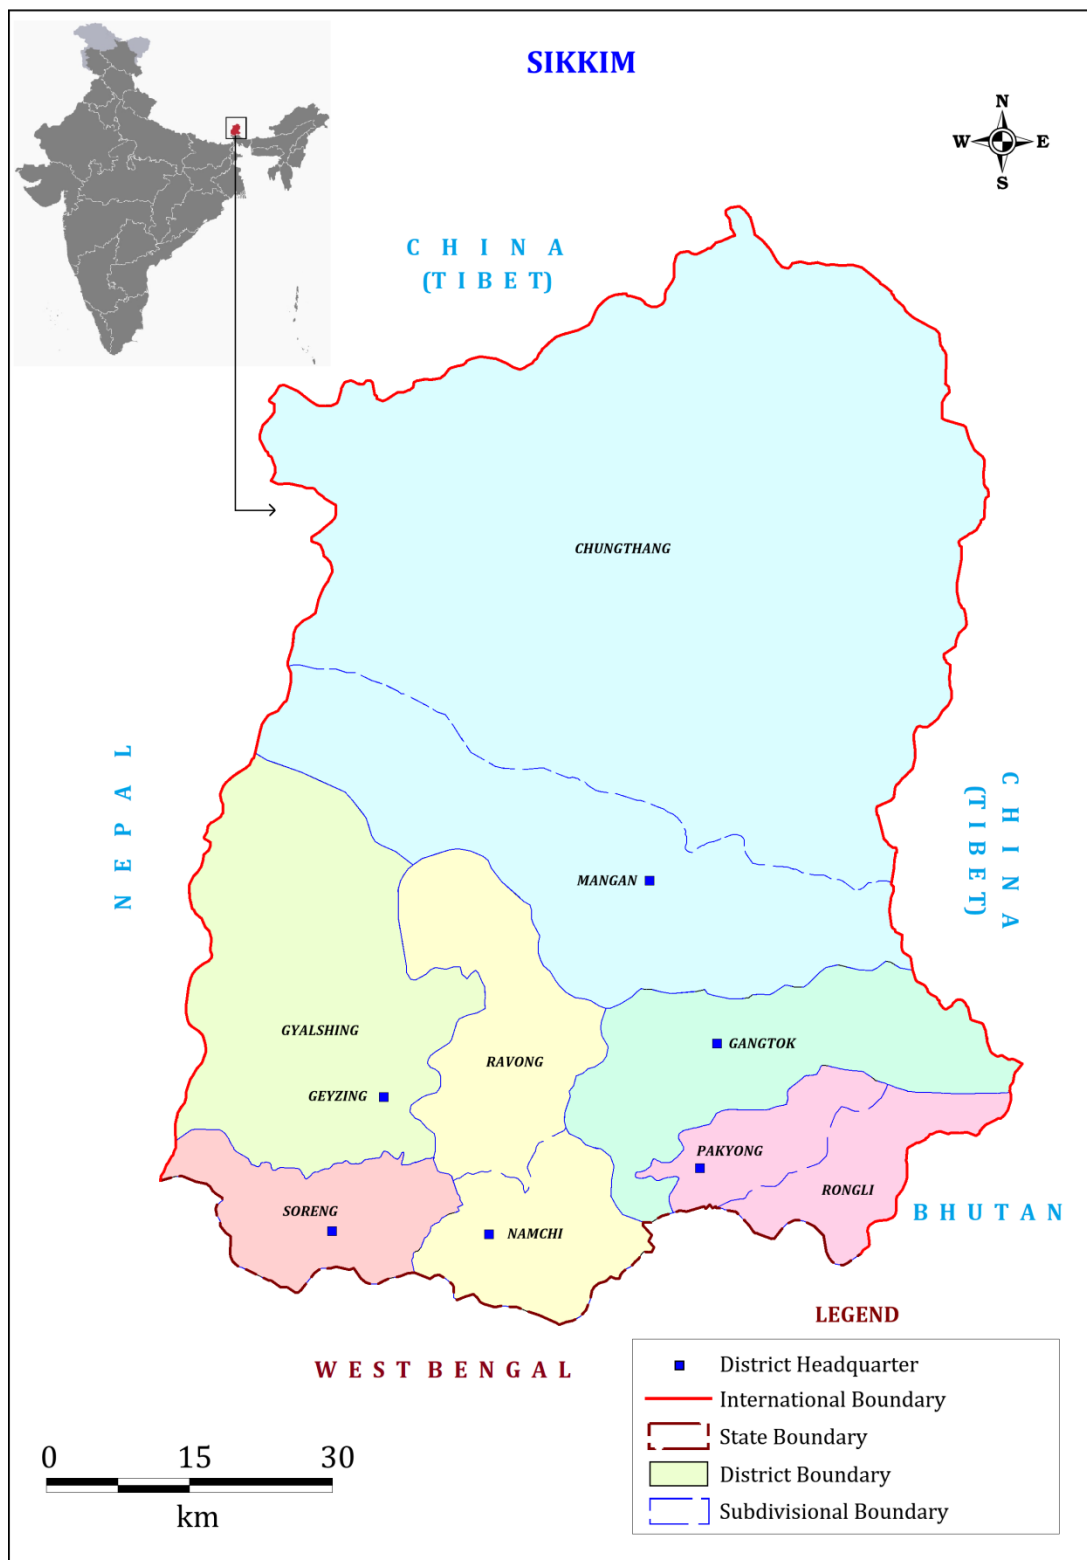 SIKKIM
N
W E
S
C H I N A
(T I B E T)
CHUNGTHANG
N E P A L
C H I N A
(T I B E T)
MANGAN
GYALSHING
RAVONG
GANGTOK
GEYZING
PAKYONG
RONGLI
SORENG
NAMCHI
B H U T A N
W E S T B E N G A L
LEGEND
District Headquarter
International Boundary
State Boundary
District Boundary
Subdivisional Boundary
0 15 30
km